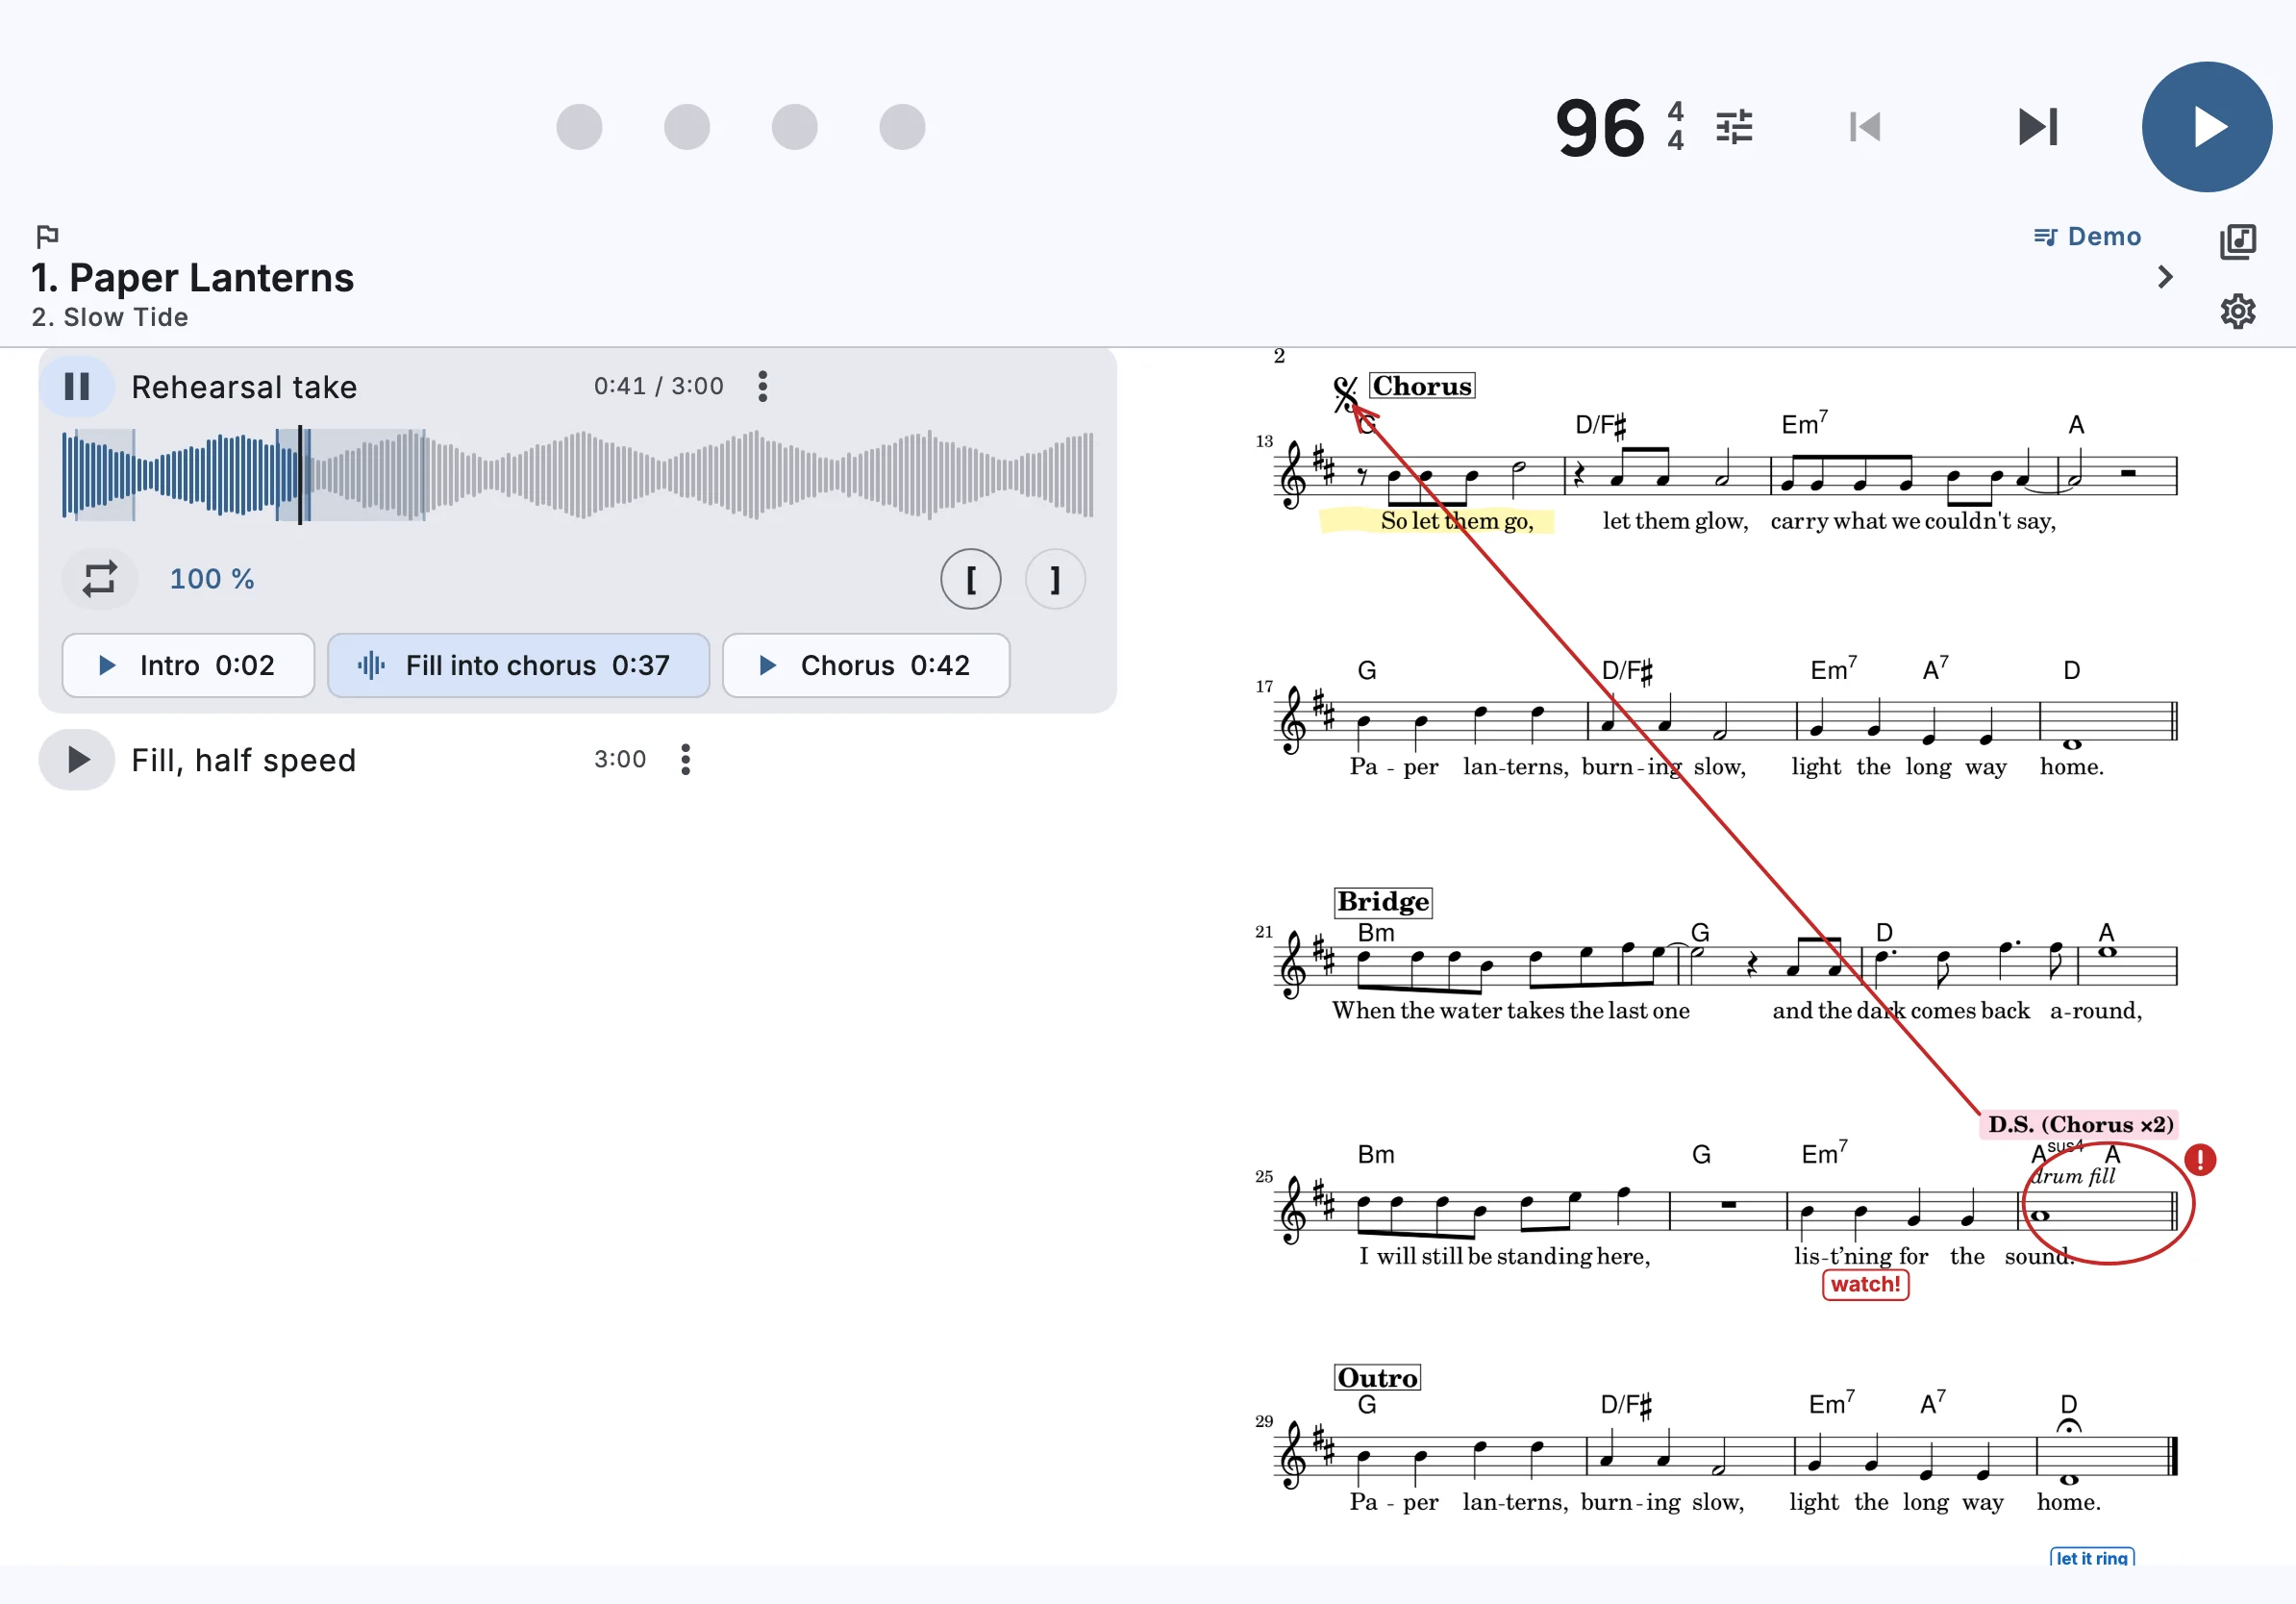 96 4
4
Demo
1. Paper Lanterns
2. Slow Tide
Rehearsal take 0:41 / 3:00
100 % [ ]
Intro 0:02 Fill into chorus 0:37 Chorus 0:42
Fill, half speed 3:00
2
Chorus
G D/F♯ Em7 A
13
So let them go, let them glow, carry what we couldn't say,
G D/F♯ Em7 A7 D
17
Pa - per lan-terns, burn-ing slow, light the long way home.
Bridge
Bm G D A
21
When the water takes the last one and the dark comes back a-round,
D.S. (Chorus ×2)
Bm G Em7 Asus4 A
drum fill
25
I will still be standing here, lis-t’ning for the sound.
watch!
Outro
G D/F♯ Em7 A7 D
29
Pa - per lan-terns, burn-ing slow, light the long way home.
let it ring